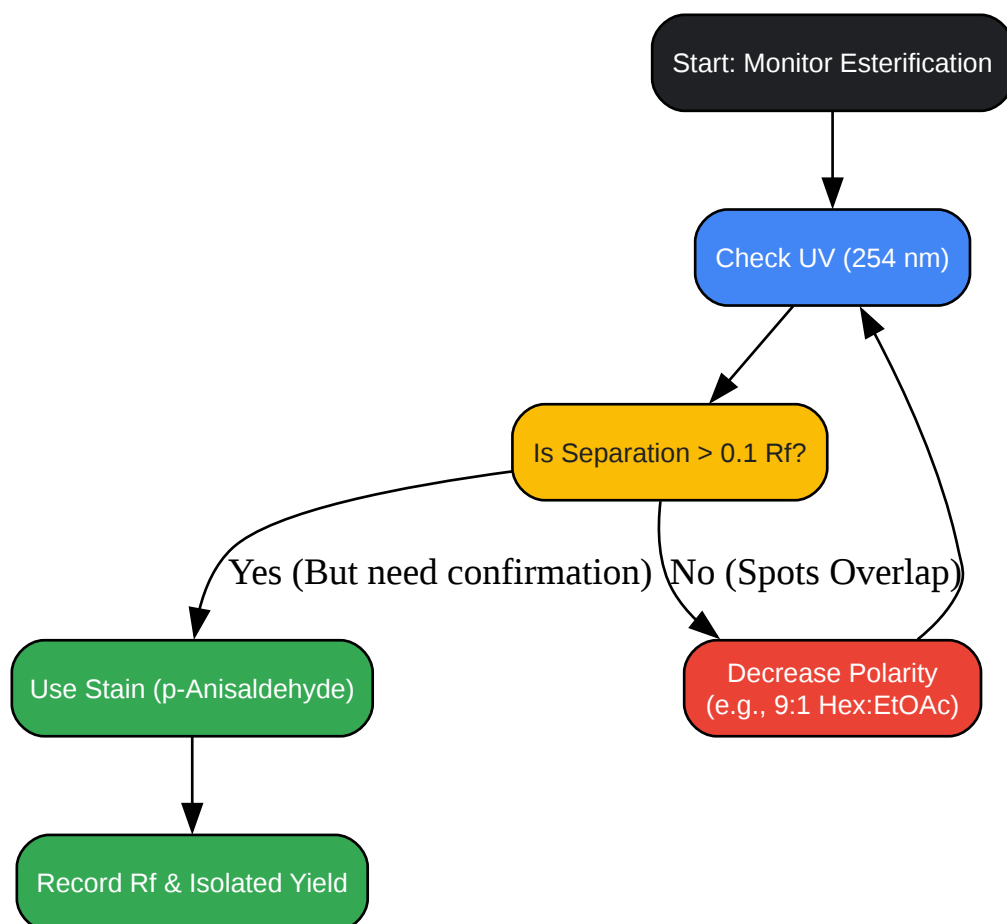 Start: Monitor Esterification
Check UV (254 nm)
Is Separation > 0.1 Rf?
Yes (But need confirmation)
No (Spots Overlap)
Use Stain (p-Anisaldehyde)
Decrease Polarity
(e.g., 9:1 Hex:EtOAc)
Record Rf & Isolated Yield